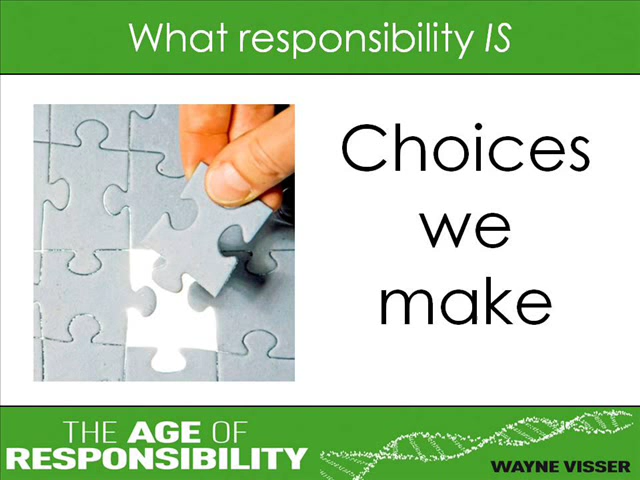 What responsibility IS
Choices
we
make
THE AGE OF
RESPONSIBILITY
WAYNE VISSER